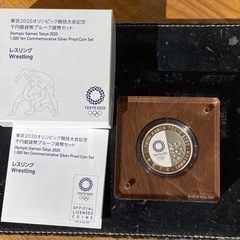 東京2020オリンピック競技大会記念
千円銀貨幣プルーフ貨幣セット
Olympic Games Tokyo 2020
1,000 Yen Commemorative Silver Proof Coin Set
レスリング
Wrestling
TOKYO 2020
東京2020オリンピック競技大会記念
千円銀貨幣プルーフ貨幣セット
Olympic Games Tokyo 2020
1,000 Yen Commemorative Silver Proof Coin Set
レスリング
Wrestling
TOKYO 2020
OFFICIAL
LICENSED
COINS